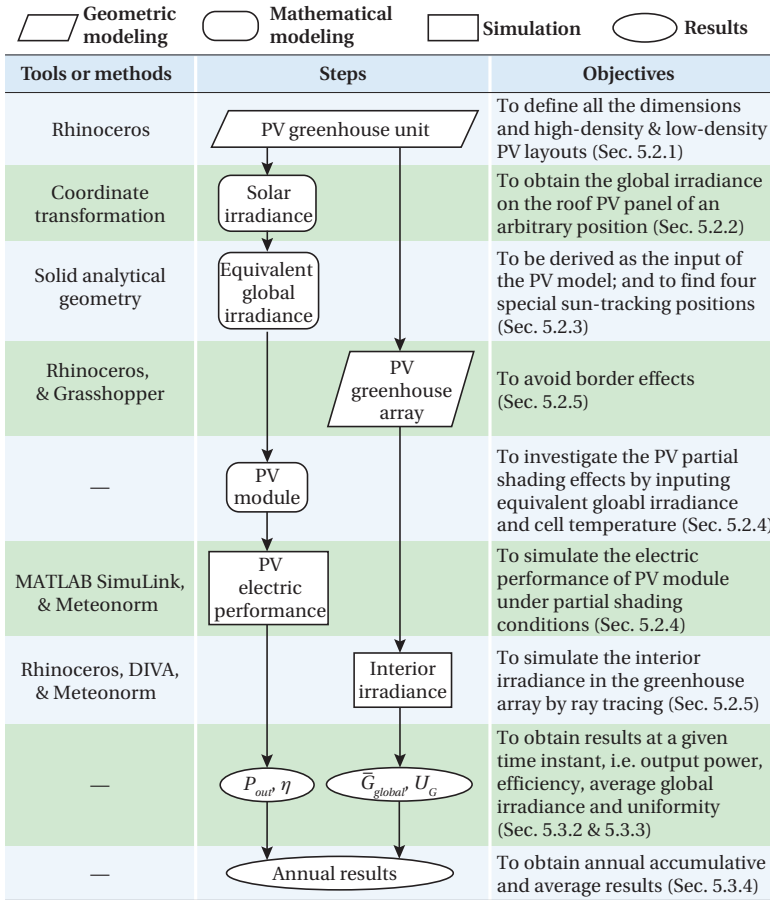 Geometric
modeling
Mathematical
modeling
Simulation
Results
Tools or methods
Steps
Objectives
Rhinoceros
PV greenhouse unit
To define all the dimensions
and high-density & low-density
PV layouts (Sec. 5.2.1)
Coordinate
transformation
Solar
irradiance
To obtain the global irradiance
on the roof PV panel of an
arbitrary position (Sec. 5.2.2)
Solid analytical
geometry
Equivalent
global
irradiance
To be derived as the input of
the PV model; and to find four
special sun-tracking positions
(Sec. 5.2.3)
Rhinoceros,
& Grasshopper
PV
greenhouse
array
To avoid border effects
(Sec. 5.2.5)
—
PV
module
To investigate the PV partial
shading effects by inputing
equivalent gloabl irradiance
and cell temperature (Sec. 5.2.4)
MATLAB SimuLink,
& Meteonorm
PV
electric
performance
To simulate the electric
performance of PV module
under partial shading
conditions (Sec. 5.2.4)
Rhinoceros, DIVA,
& Meteonorm
Interior
irradiance
To simulate the interior
irradiance in the greenhouse
array by ray tracing (Sec. 5.2.5)
—
P_out, η
G̅_global, U_G
To obtain results at a given
time instant, i.e. output power,
efficiency, average global
irradiance and uniformity
(Sec. 5.3.2 & 5.3.3)
—
Annual results
To obtain annual accumulative
and average results (Sec. 5.3.4)